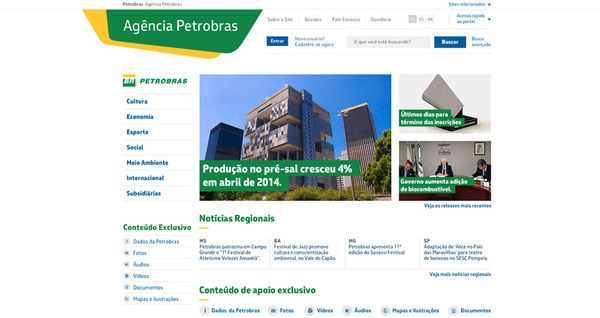 Petrobras Agência Petrobras
Sites relacionados
Agência Petrobras
Sobre o Site
Dúvidas
Fale Conosco
Ouvidoria
PT ES EN
Acesso rápido
ao portal
Entrar
Novo usuário?
Cadastre-se agora
O que você está buscando?
Buscar
Busca
avançada
BR PETROBRAS
Cultura
Economia
Esporte
Social
Meio Ambiente
Internacional
Subsidiárias
Produção no pré-sal cresceu 4%
em abril de 2014.
Últimos dias para
término das inscrições
Governo aumenta adição
de biocombustível.
Veja os releases mais recentes
Conteúdo Exclusivo
Dados da Petrobras
Fotos
Áudios
Vídeos
Documentos
Mapas e ilustrações
Notícias Regionais
MS
Petrobras patrocina em Campo
Grande o "1º Festival de
Atletismo Velozes Amanhã".
BA
Festival de Jazz promove
cultura e conscientização
ambiental, no Vale do Capão.
MG
Petrobras apresenta 11ª
edição do Savassi Festival.
SP
Adaptação de 'Alice no País
das Maravilhas' para teatro
de bonecos no SESC Pompeia.
Veja mais notícias regionais
Conteúdo de apoio exclusivo
Dados da Petrobras
Fotos
Vídeos
Áudios
Mapas e ilustrações
Documentos